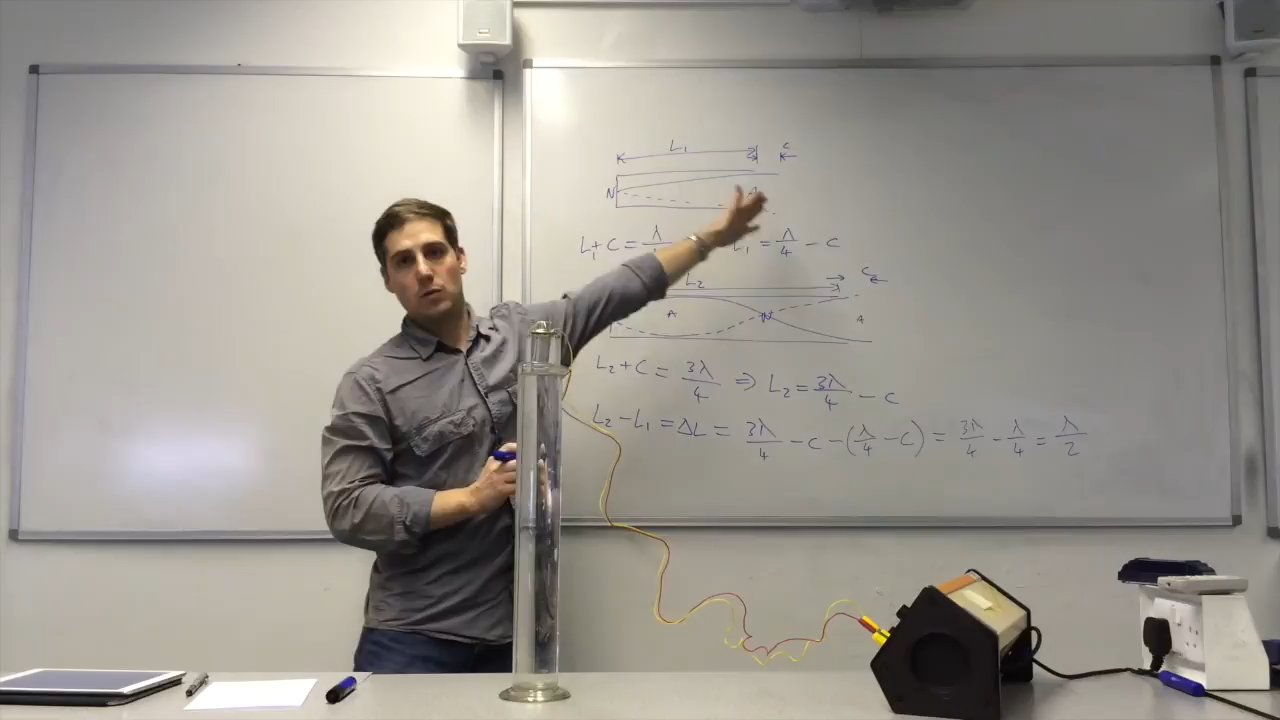 L₁ c
N
L₁ + C = λ L₁ = λ/4 - C
L₂ C
A N A
L₂ + C = 3λ/4 ⇒ L₂ = 3λ/4 - C
L₂ - L₁ = ΔL = 3λ/4 - C - (λ/4 - C) = 3λ/4 - λ/4 = λ/2